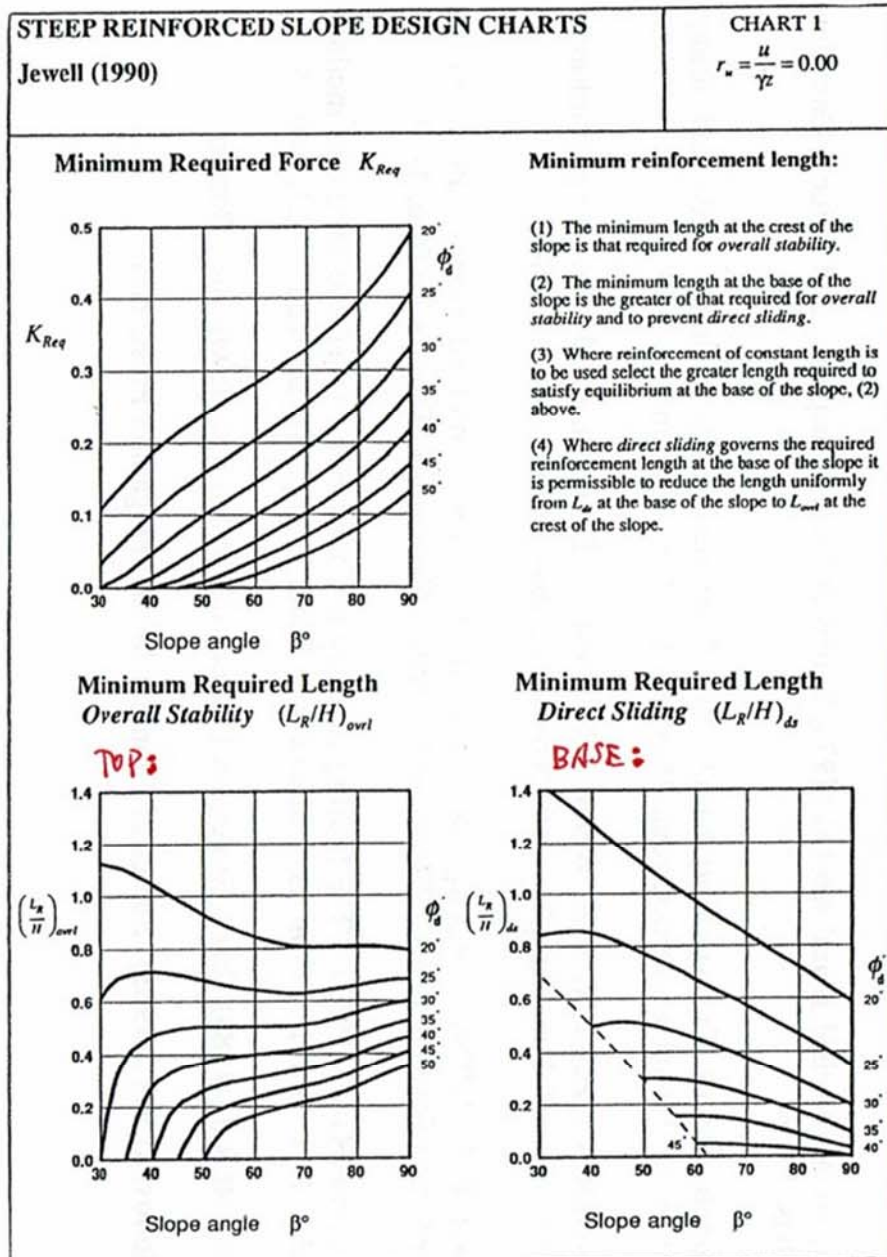 STEEP REINFORCED SLOPE DESIGN CHARTS
Jewell (1990)
CHART 1
r_u = u/γz = 0.00
Minimum Required Force K_Req
0.5
0.4
0.3
0.2
0.1
0.0
K_Req
30 40 50 60 70 80 90
20°
ϕ'_d
25°
30°
35°
40°
45°
50°
Slope angle β°
Minimum reinforcement length:
(1) The minimum length at the crest of the
slope is that required for overall stability.
(2) The minimum length at the base of the
slope is the greater of that required for overall
stability and to prevent direct sliding.
(3) Where reinforcement of constant length is
to be used select the greater length required to
satisfy equilibrium at the base of the slope, (2)
above.
(4) Where direct sliding governs the required
reinforcement length at the base of the slope it
is permissible to reduce the length uniformly
from L_ds at the base of the slope to L_ovrl at the
crest of the slope.
Minimum Required Length
Overall Stability (L_R/H)_ovrl
TOP:
1.4
1.2
1.0
0.8
0.6
0.4
0.2
0.0
(L_R/H)_ovrl
30 40 50 60 70 80 90
ϕ'_d
20°
25°
30°
35°
40°
45°
50°
Slope angle β°
Minimum Required Length
Direct Sliding (L_R/H)_ds
BASE:
1.4
1.2
1.0
0.8
0.6
0.4
0.2
0.0
(L_R/H)_ds
30 40 50 60 70 80 90
ϕ'_d
20°
25°
30°
35°
40°
45°
Slope angle β°